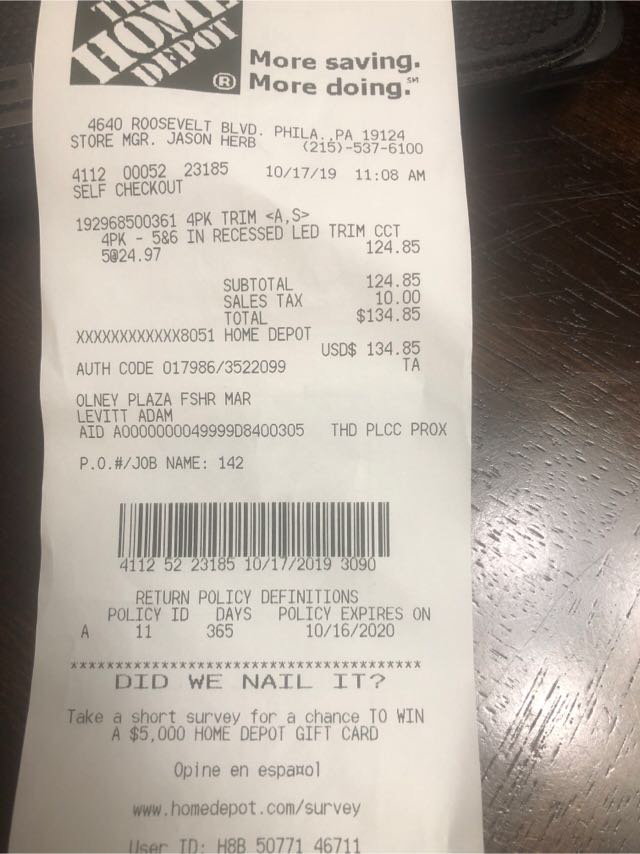 THE
HOME
DEPOT
®
More saving.
More doing.℠
4640 ROOSEVELT BLVD. PHILA.,PA 19124
STORE MGR. JASON HERB (215)-537-6100
4112 00052 23185 10/17/19 11:08 AM
SELF CHECKOUT
192968500361 4PK TRIM <A,S>
4PK - 5&6 IN RECESSED LED TRIM CCT
5@24.97 124.85
SUBTOTAL 124.85
SALES TAX 10.00
TOTAL $134.85
XXXXXXXXXXXX8051 HOME DEPOT
USD$ 134.85
AUTH CODE 017986/3522099 TA
OLNEY PLAZA FSHR MAR
LEVITT ADAM
AID A0000000049999D8400305 THD PLCC PROX
P.O.#/JOB NAME: 142
4112 52 23185 10/17/2019 3090
RETURN POLICY DEFINITIONS
POLICY ID DAYS POLICY EXPIRES ON
A 11 365 10/16/2020
******************************************
DID WE NAIL IT?
Take a short survey for a chance TO WIN
A $5,000 HOME DEPOT GIFT CARD
Opine en español
www.homedepot.com/survey
User ID: H8B 50771 46711